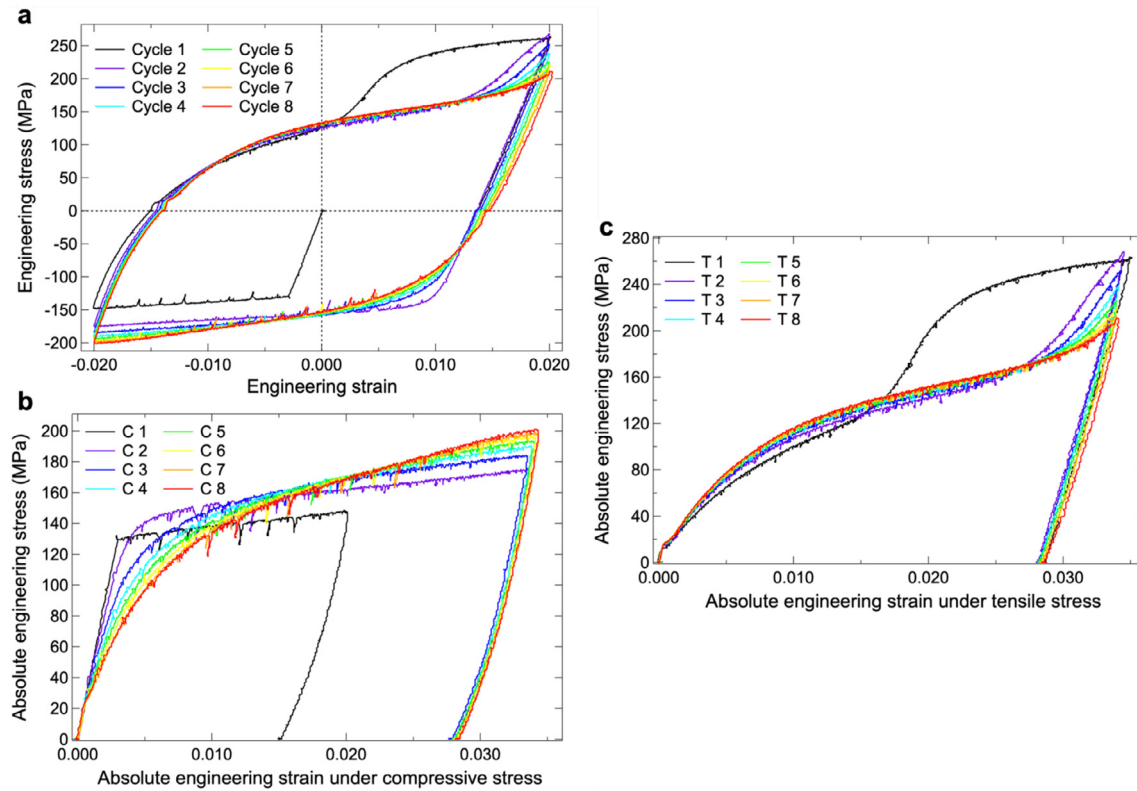 a
Engineering stress (MPa)
250
200
150
100
50
0
-50
-100
-150
-200
Cycle 1 Cycle 5
Cycle 2 Cycle 6
Cycle 3 Cycle 7
Cycle 4 Cycle 8
-0.020 -0.010 0.000 0.010 0.020
Engineering strain
b
Absolute engineering stress (MPa)
200
180
160
140
120
100
80
60
40
20
0
C 1 C 5
C 2 C 6
C 3 C 7
C 4 C 8
0.000 0.010 0.020 0.030
Absolute engineering strain under compressive stress
c
Absolute engineering stress (MPa)
280
240
200
160
120
80
40
0
T 1 T 5
T 2 T 6
T 3 T 7
T 4 T 8
0.000 0.010 0.020 0.030
Absolute engineering strain under tensile stress